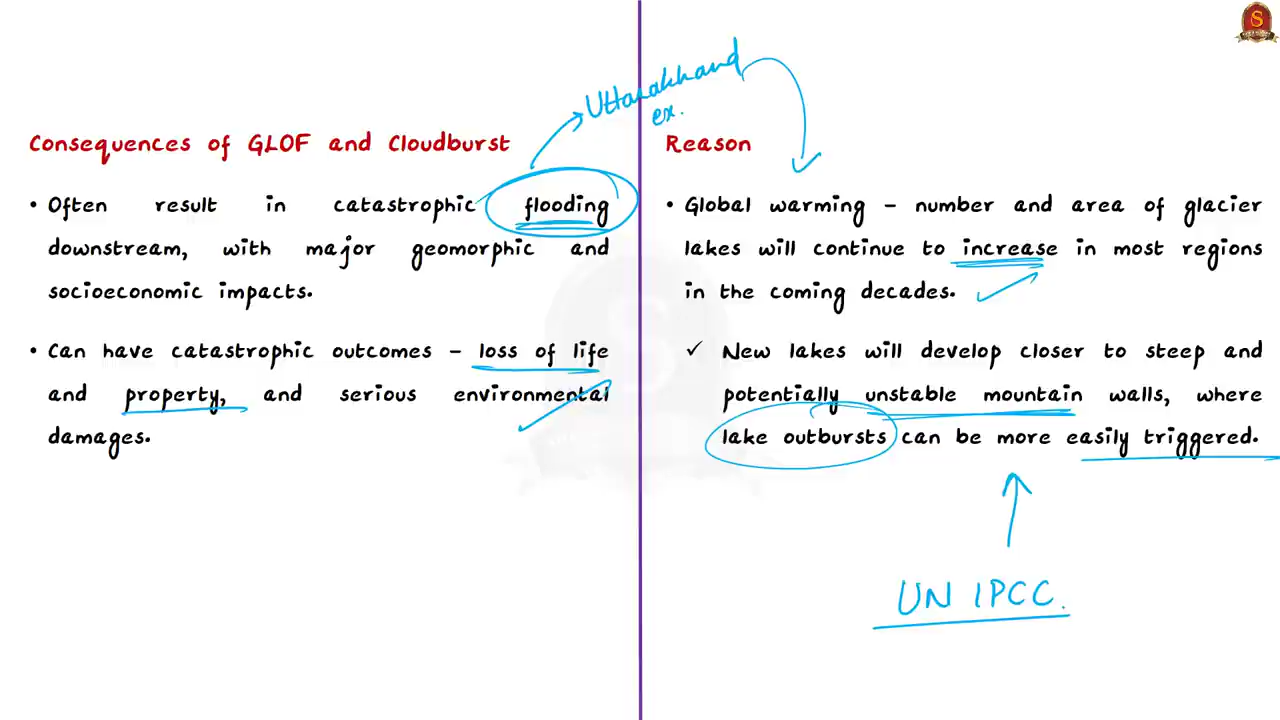 Uttarakhand
ex.
Consequences of GLOF and Cloudburst
• Often result in catastrophic flooding
downstream, with major geomorphic and
socioeconomic impacts.
• Can have catastrophic outcomes – loss of life
and property, and serious environmental
damages.
Reason
• Global warming – number and area of glacier
lakes will continue to increase in most regions
in the coming decades.
✓ New lakes will develop closer to steep and
potentially unstable mountain walls, where
lake outbursts can be more easily triggered.
UN IPCC.